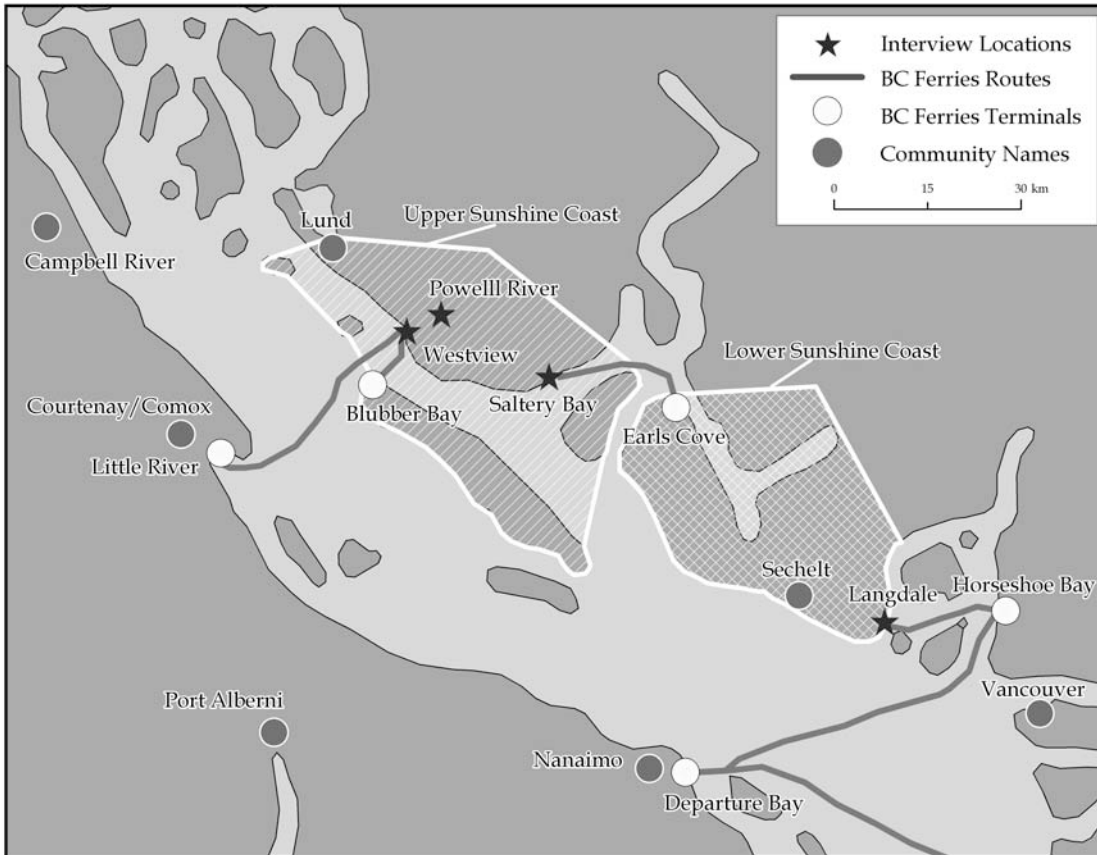 Interview Locations
BC Ferries Routes
BC Ferries Terminals
Community Names
0 15 30 km
Lund
Upper Sunshine Coast
Campbell River
Powelll River
Westview
Lower Sunshine Coast
Courtenay/Comox
Blubber Bay
Saltery Bay
Earls Cove
Little River
Sechelt
Langdale
Horseshoe Bay
Port Alberni
Vancouver
Nanaimo
Departure Bay